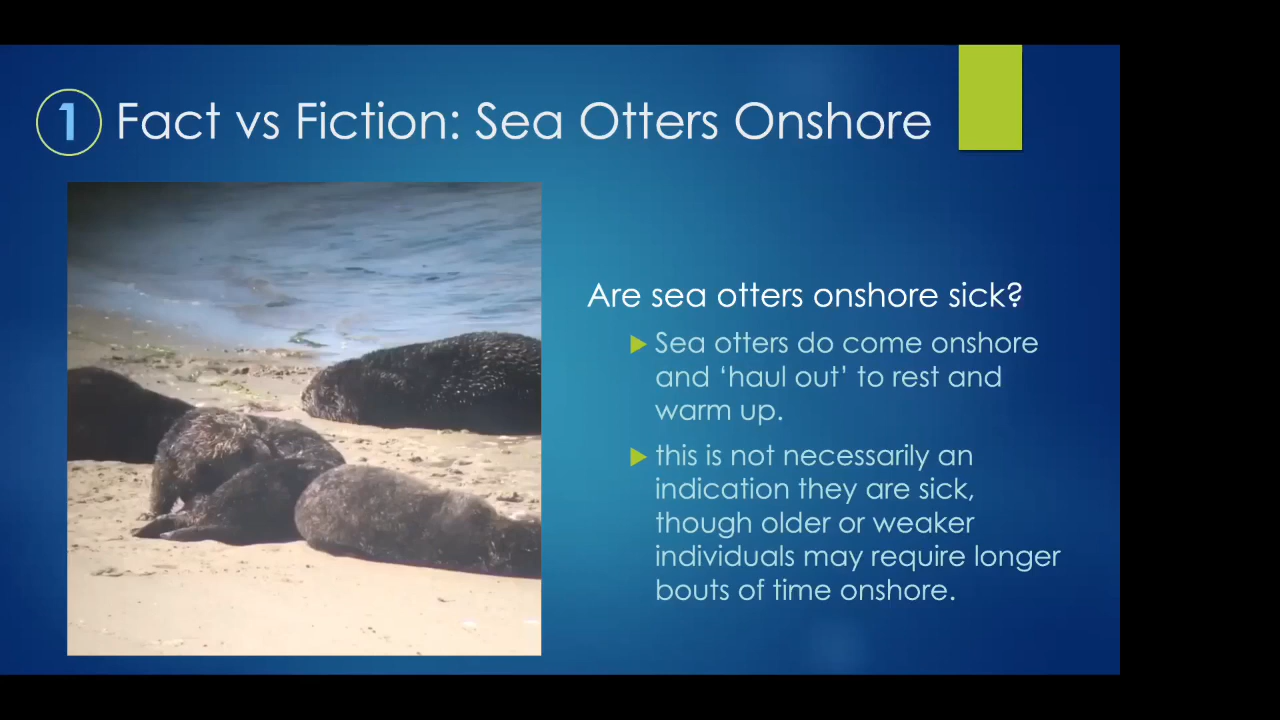 1 Fact vs Fiction: Sea Otters Onshore
Are sea otters onshore sick?
Sea otters do come onshore
and ‘haul out’ to rest and
warm up.
this is not necessarily an
indication they are sick,
though older or weaker
individuals may require longer
bouts of time onshore.